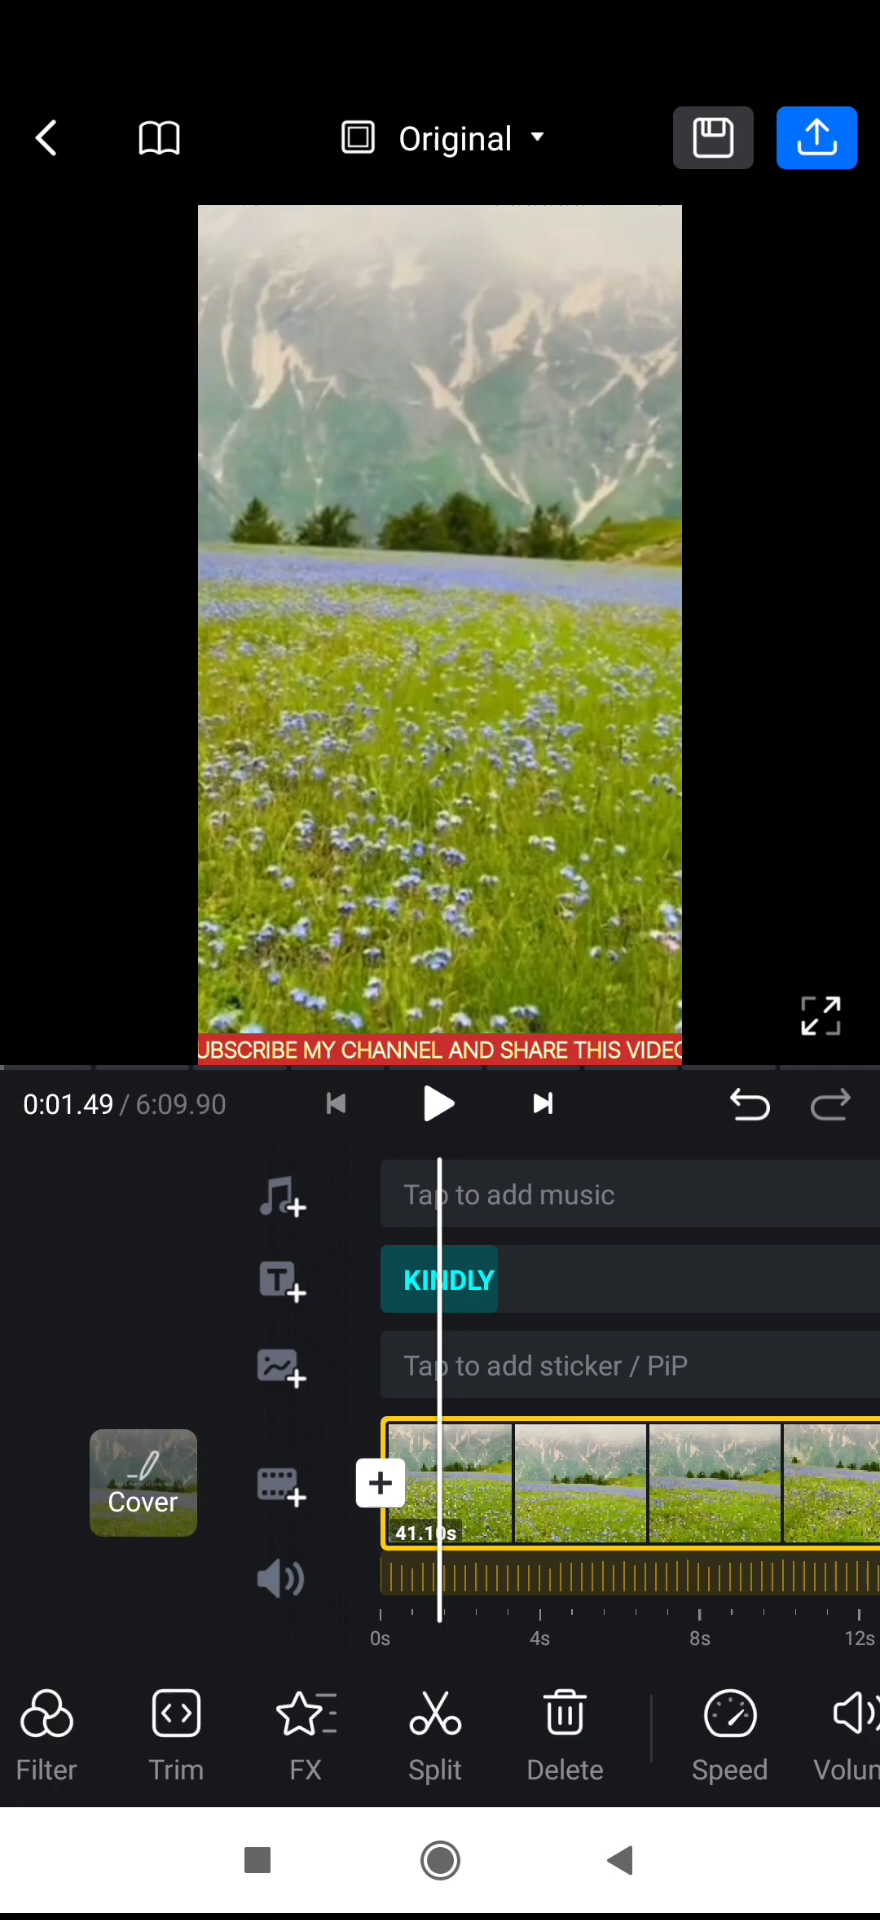 Original
UBSCRIBE MY CHANNEL AND SHARE THIS VIDEO
0:01.49 / 6:09.90
Tap to add music
KINDLY
Tap to add sticker / PiP
Cover
41.10s
0s 4s 8s 12s
Filter Trim FX Split Delete Speed Volum